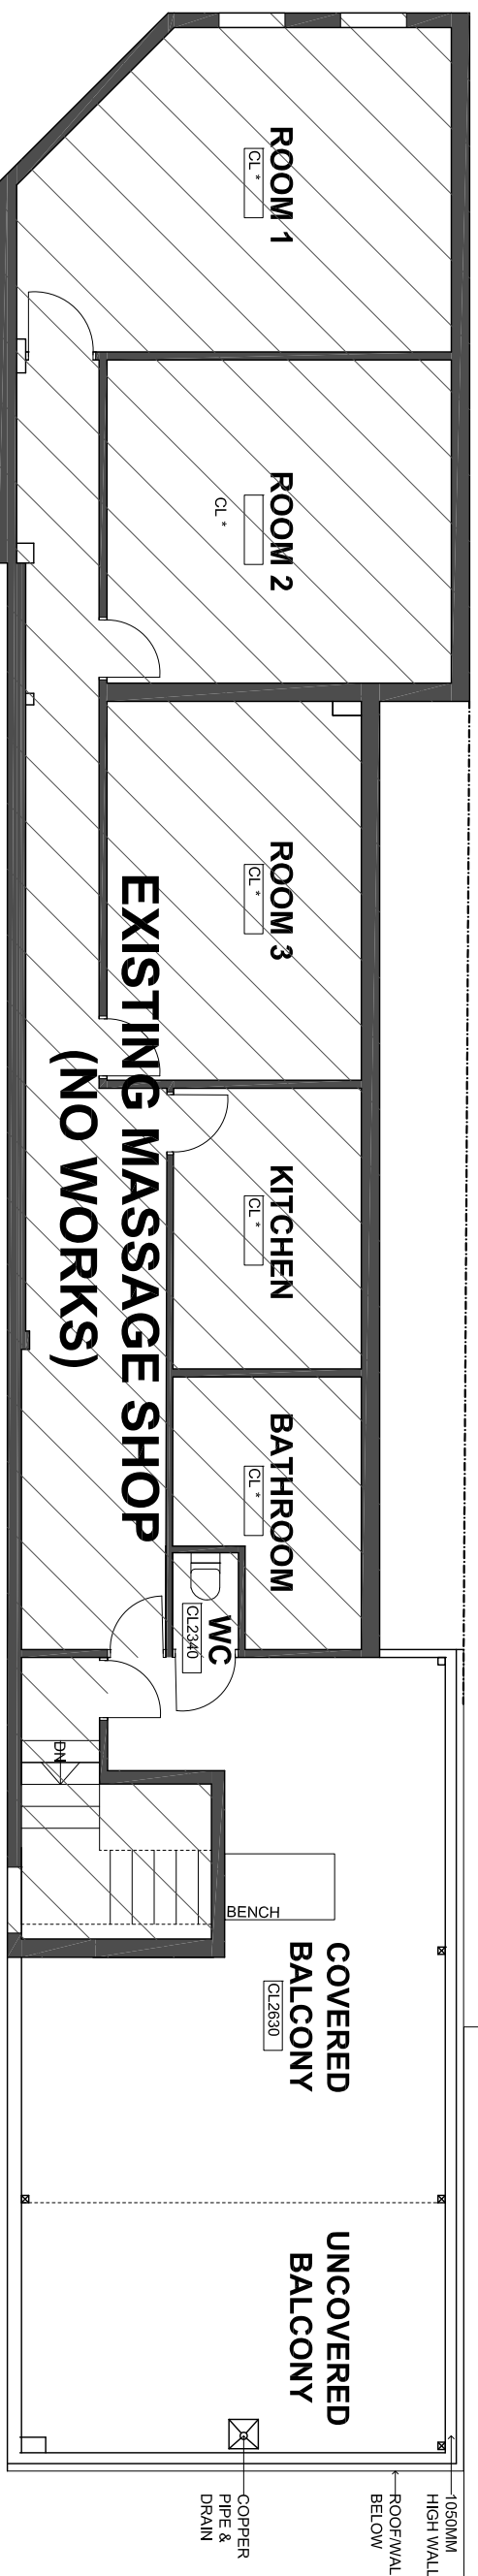 ROOM 1
CL *
ROOM 2
CL *
ROOM 3
CL *
EXISTING MASSAGE SHOP
(NO WORKS)
KITCHEN
CL *
BATHROOM
CL *
WC
CL2340
DN
BENCH
COVERED
BALCONY
CL2630
UNCOVERED
BALCONY
1050MM
HIGH WALL
ROOF/WAL
BELOW
COPPER
PIPE &
DRAIN